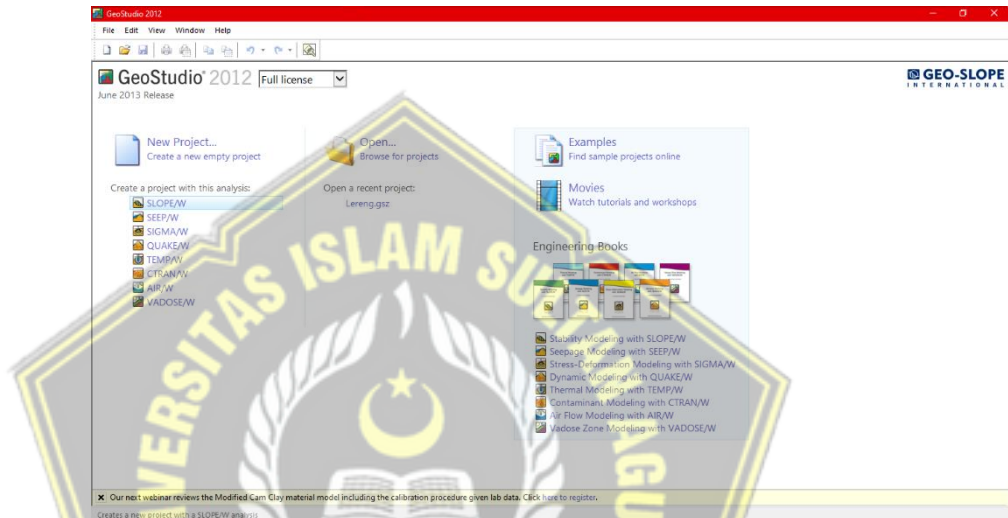 GeoStudio 2012
File Edit View Window Help
GeoStudio 2012 Full license
June 2013 Release
GEO-SLOPE
INTERNATIONAL
New Project...
Create a new empty project
Create a project with this analysis:
SLOPE/W
SEEP/W
SIGMA/W
QUAKE/W
TEMP/W
CTRAN/W
AIR/W
VADOSE/W
Open...
Browse for projects
Open a recent project:
Lereng.gsz
Examples
Find sample projects online
Movies
Watch tutorials and workshops
Engineering Books
Stability Modeling with SLOPE/W
Seepage Modeling with SEEP/W
Stress-Deformation Modeling with SIGMA/W
Dynamic Modeling with QUAKE/W
Thermal Modeling with TEMP/W
Contaminant Modeling with CTRAN/W
Air Flow Modeling with AIR/W
Vadose Zone Modeling with VADOSE/W
Our next webinar reviews the Modified Cam Clay material model including the calibration procedure given lab data. Click here to register.
Creates a new project with a SLOPE/W analysis
ISLAM